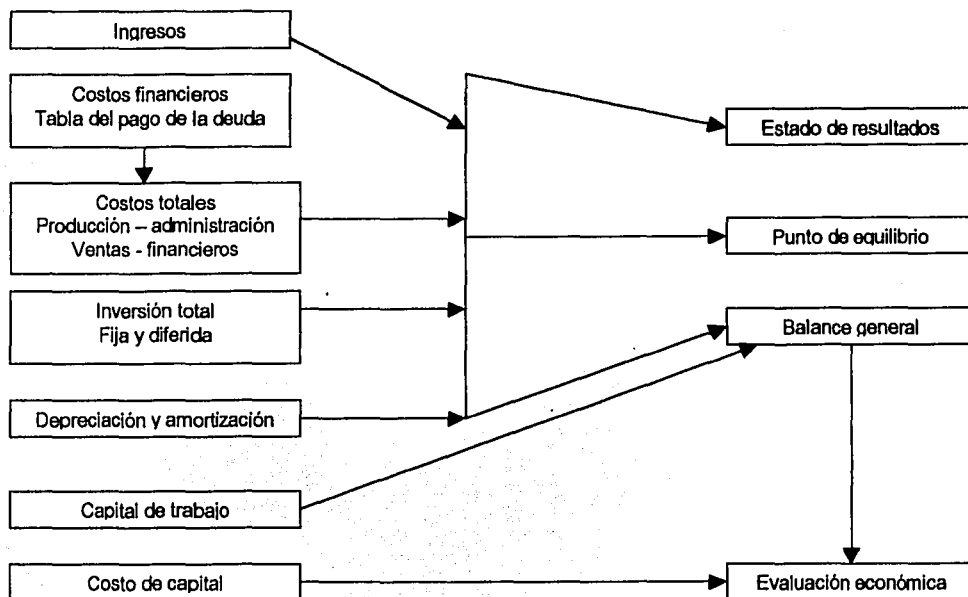 Ingresos
Costos financieros
Tabla del pago de la deuda
Costos totales
Producción – administración
Ventas - financieros
Inversión total
Fija y diferida
Depreciación y amortización
Capital de trabajo
Costo de capital
Estado de resultados
Punto de equilibrio
Balance general
Evaluación económica